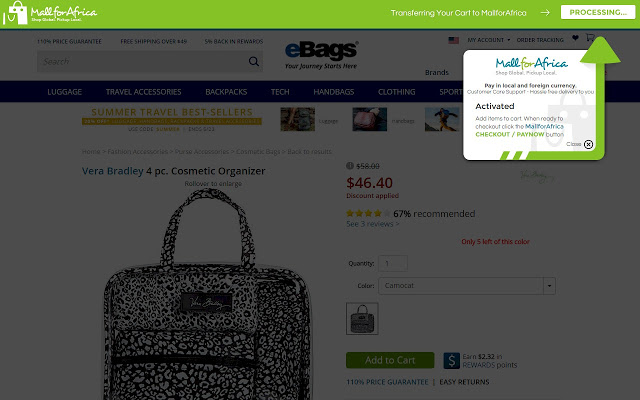 MallforAfrica
Shop Global. Pickup Local.
Transferring Your Cart to MallforAfrica → PROCESSING...
110% PRICE GUARANTEE FREE SHIPPING OVER $49 5% BACK IN REWARDS
MY ACCOUNT ORDER TRACKING
Search
eBags®
Your Journey Starts Here
Brands
LUGGAGE TRAVEL ACCESSORIES BACKPACKS TECH HANDBAGS CLOTHING SPORT
MallforAfrica
Shop Global. Pickup Local.
Pay in local and foreign currency.
Customer Care Support - Hassle free delivery to you
Activated
Add items to cart. When ready to
checkout click the MallforAfrica
CHECKOUT / PAYNOW button
Close
SUMMER TRAVEL BEST-SELLERS
Luggage
Handbags
Home > Fashion Accessories > Purse Accessories > Cosmetic Bags > Back to results
Vera Bradley 4 pc. Cosmetic Organizer
Rollover to enlarge
$58.00
$46.40
Discount applied
Vera Bradley
67% recommended
See 3 reviews >
Only 5 left of this color
Quantity: 1
Color: Camocat
Vera Bradley
Add to Cart
$ Earn $2.32 in
REWARDS points
110% PRICE GUARANTEE | EASY RETURNS